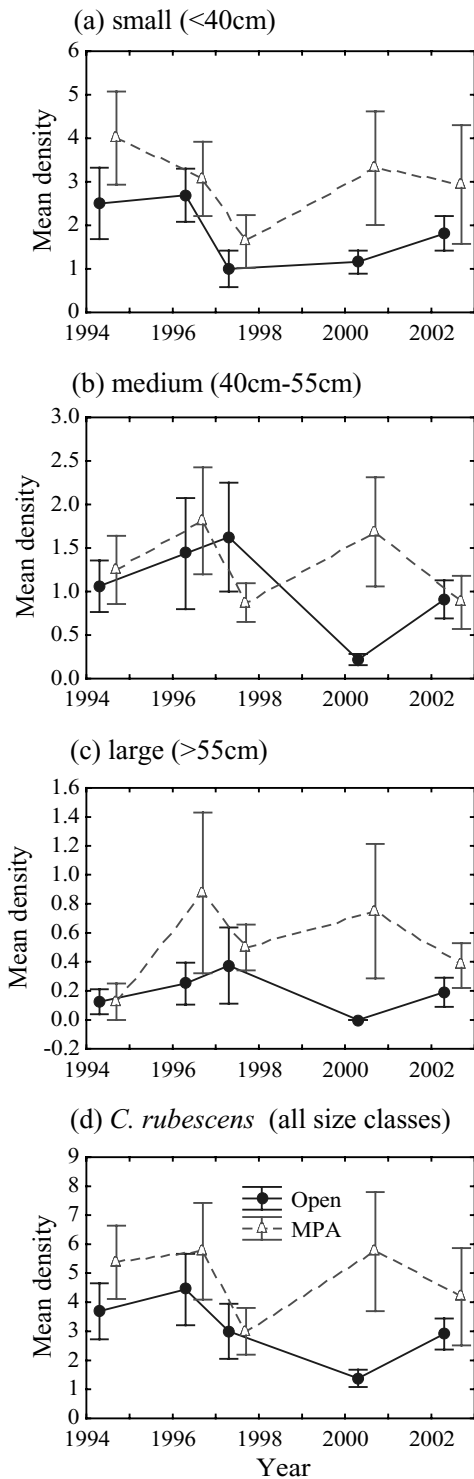 (a) small (<40cm)
6
5
4
3
2
1
0
Mean density
1994 1996 1998 2000 2002
(b) medium (40cm-55cm)
3.0
2.5
2.0
1.5
1.0
0.5
0.0
Mean density
1994 1996 1998 2000 2002
(c) large (>55cm)
1.6
1.4
1.2
1.0
0.8
0.6
0.4
0.2
0.0
-0.2
Mean density
1994 1996 1998 2000 2002
(d) C. rubescens (all size classes)
9
8
7
6
5
4
3
2
1
0
Mean density
Open
MPA
1994 1996 1998 2000 2002
Year